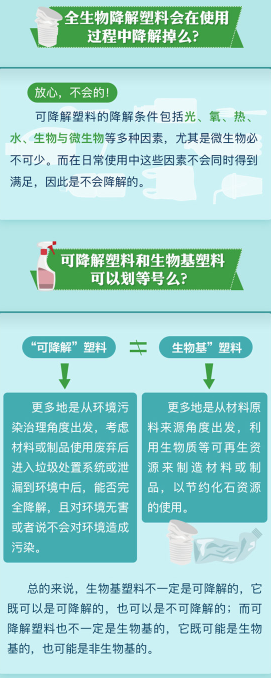 全生物降解塑料会在使用
过程中降解掉么?
放心，不会的！
可降解塑料的降解条件包括光、氧、热、
水、生物与微生物等多种因素，尤其是微生物必
不可少。而在日常使用中这些因素不会同时得到
满足，因此是不会降解的。
可降解塑料和生物基塑料
可以划等号么?
“可降解”塑料 ≠ 生物基”塑料
更多地是从环境污
染治理角度出发，考虑
材料或制品使用废弃后
进入垃圾处置系统或泄
漏到环境中后，能否完
全降解，且对环境无害
或者说不会对环境造成
污染。
更多地是从材料原
料来源角度出发，利
用生物质等可再生资
源来制造材料或制
品，以节约化石资源
的使用。
总的来说，生物基塑料不一定是可降解的，它
既可以是可降解的，也可以是不可降解的；而可
降解塑料也不一定是生物基的，它既可能是生物
基的，也可能是非生物基的。